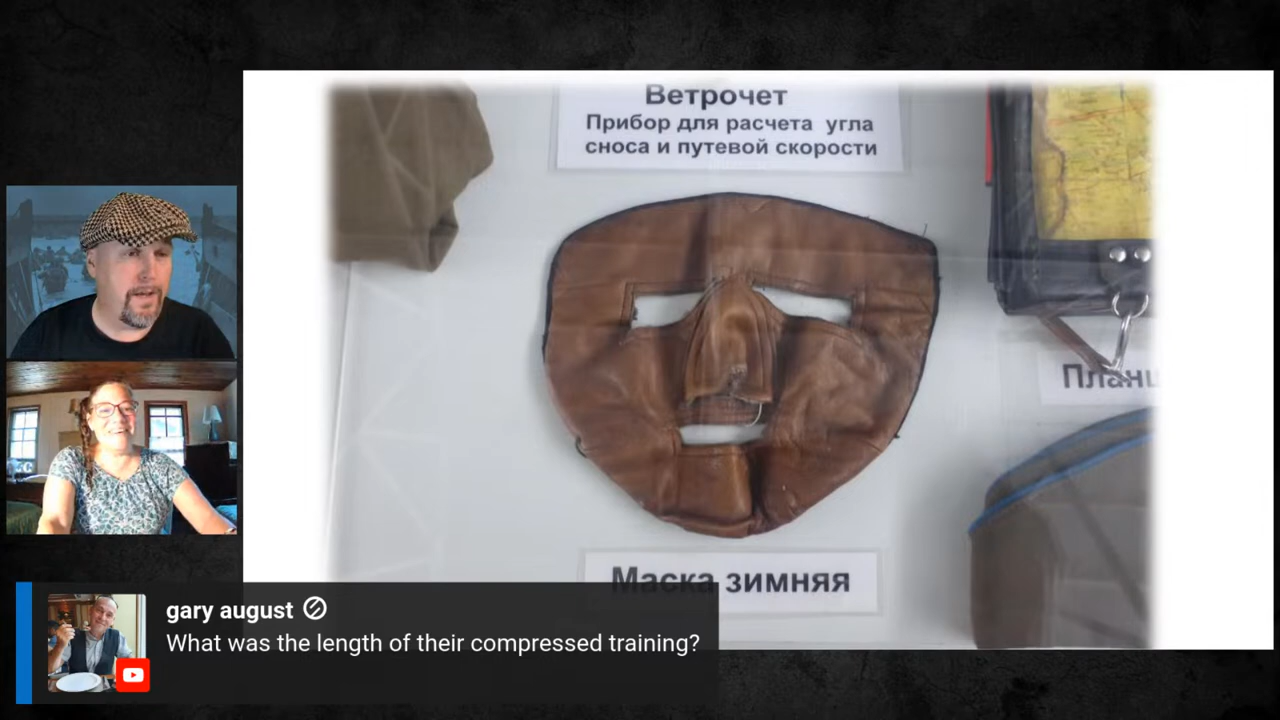 Ветрочет
Прибор для расчета угла
сноса и путевой скорости
Маска зимняя
gary august
What was the length of their compressed training?